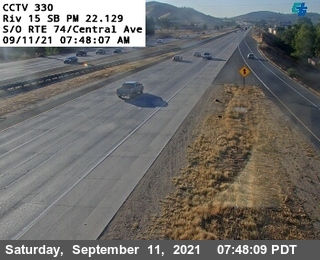 CCTV 330
Riv 15 SB PM 22.129
S/O RTE 74/Central Ave
09/11/21 07:48:07 AM
Saturday, September 11, 2021 07:48:09 PDT